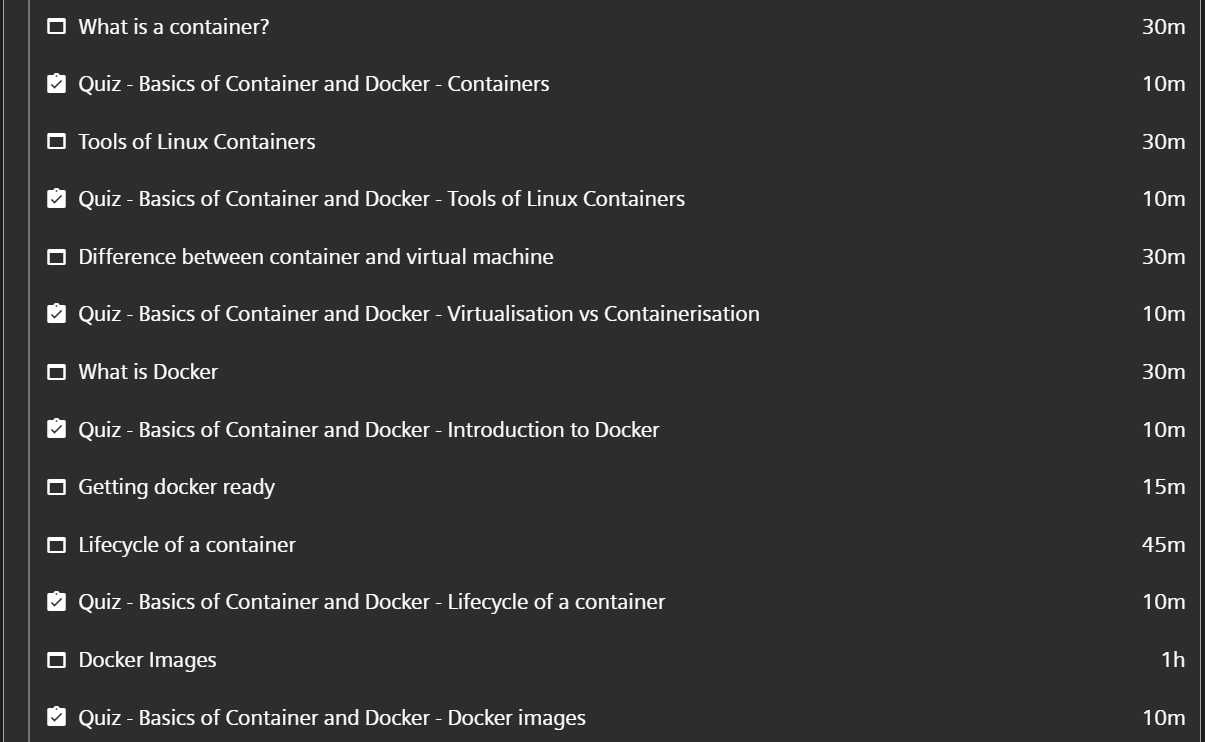 What is a container? 30m
Quiz - Basics of Container and Docker - Containers 10m
Tools of Linux Containers 30m
Quiz - Basics of Container and Docker - Tools of Linux Containers 10m
Difference between container and virtual machine 30m
Quiz - Basics of Container and Docker - Virtualisation vs Containerisation 10m
What is Docker 30m
Quiz - Basics of Container and Docker - Introduction to Docker 10m
Getting docker ready 15m
Lifecycle of a container 45m
Quiz - Basics of Container and Docker - Lifecycle of a container 10m
Docker Images 1h
Quiz - Basics of Container and Docker - Docker images 10m